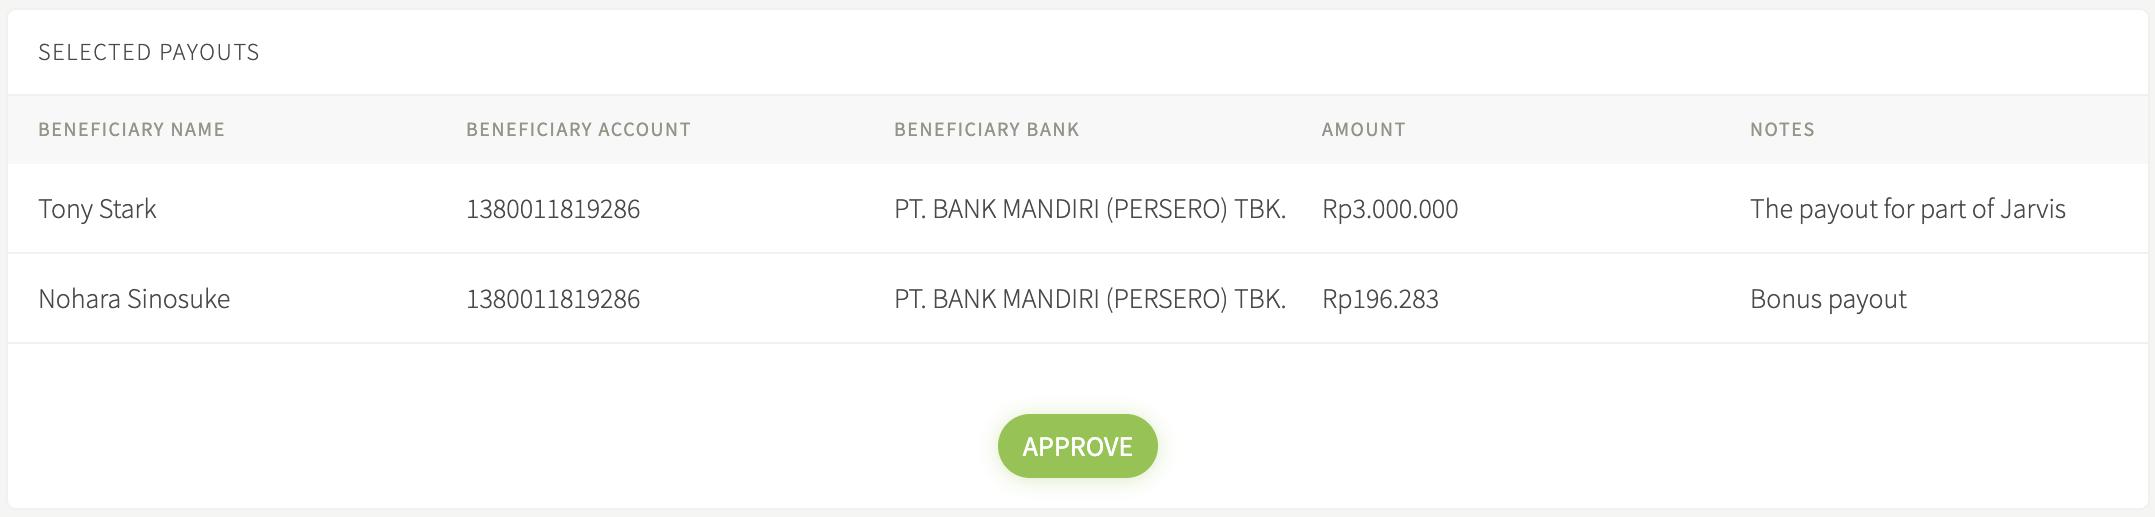 SELECTED PAYOUTS
BENEFICIARY NAME BENEFICIARY ACCOUNT BENEFICIARY BANK AMOUNT NOTES
Tony Stark 1380011819286 PT. BANK MANDIRI (PERSERO) TBK. Rp3.000.000 The payout for part of Jarvis
Nohara Sinosuke 1380011819286 PT. BANK MANDIRI (PERSERO) TBK. Rp196.283 Bonus payout
APPROVE